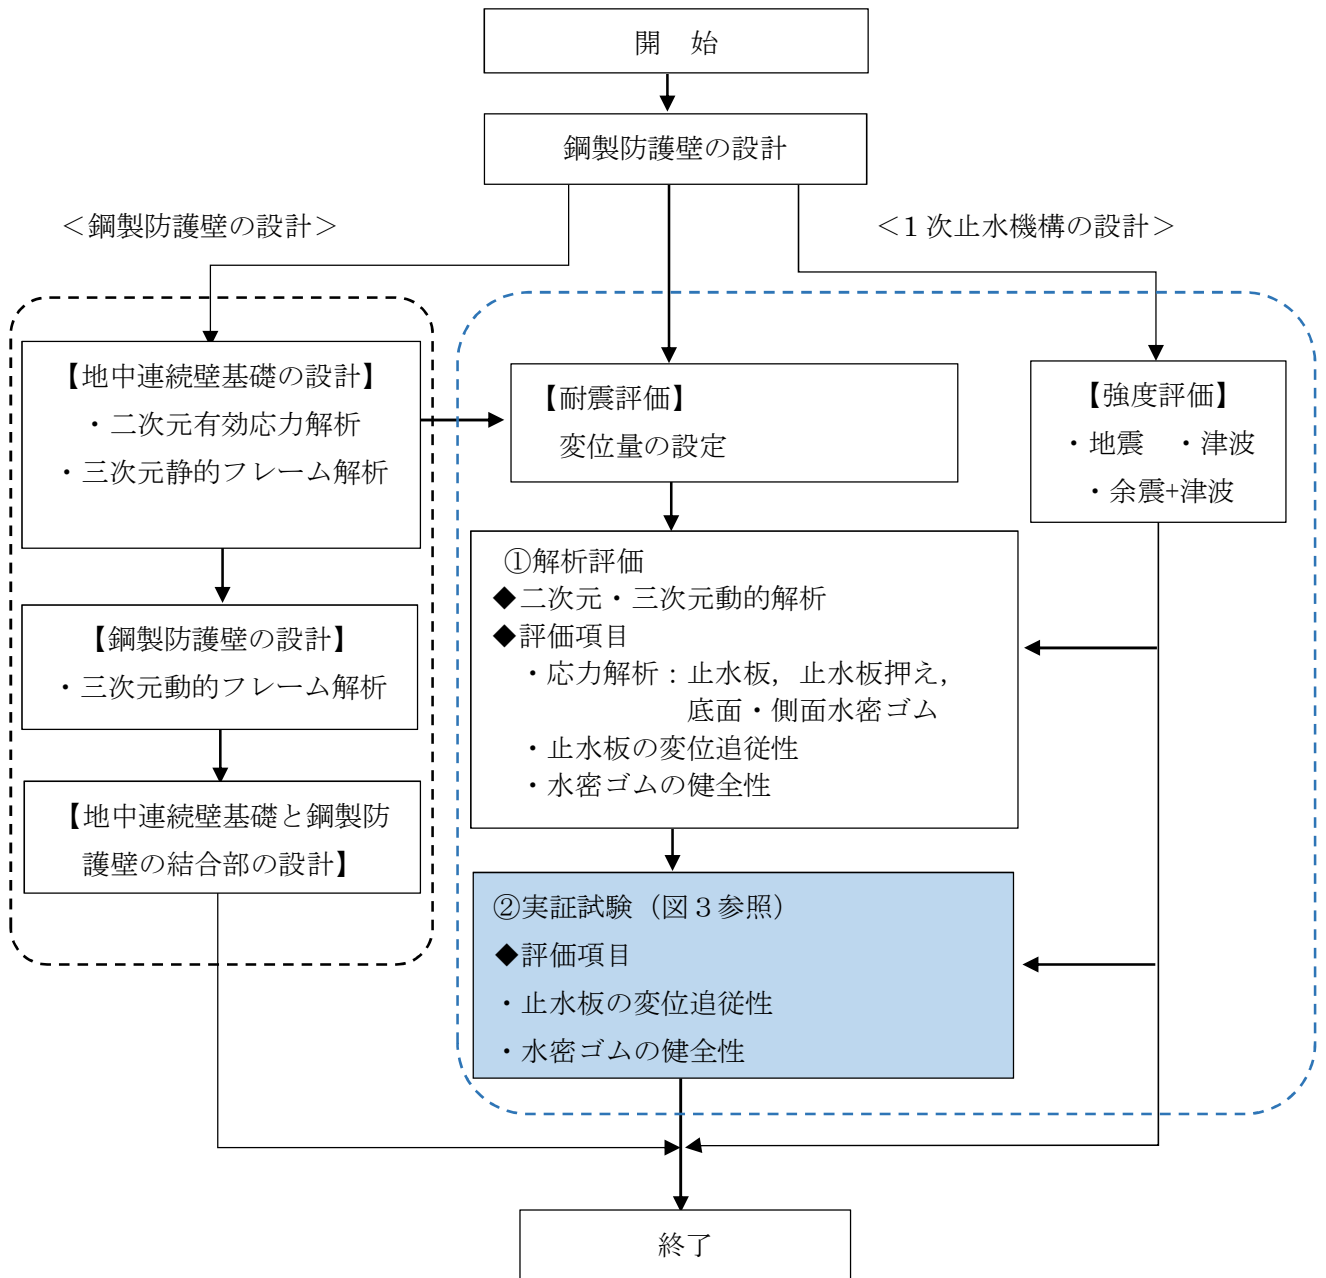 開　始
鋼製防護壁の設計
＜鋼製防護壁の設計＞
＜1 次止水機構の設計＞
【地中連続壁基礎の設計】
・二次元有効応力解析
・三次元静的フレーム解析
【鋼製防護壁の設計】
・三次元動的フレーム解析
【地中連続壁基礎と鋼製防
護壁の結合部の設計】
【耐震評価】
変位量の設定
①解析評価
◆二次元・三次元動的解析
◆評価項目
・応力解析：止水板，止水板押え，
底面・側面水密ゴム
・止水板の変位追従性
・水密ゴムの健全性
②実証試験（図３参照）
◆評価項目
・止水板の変位追従性
・水密ゴムの健全性
【強度評価】
・地震　・津波
・余震+津波
終了